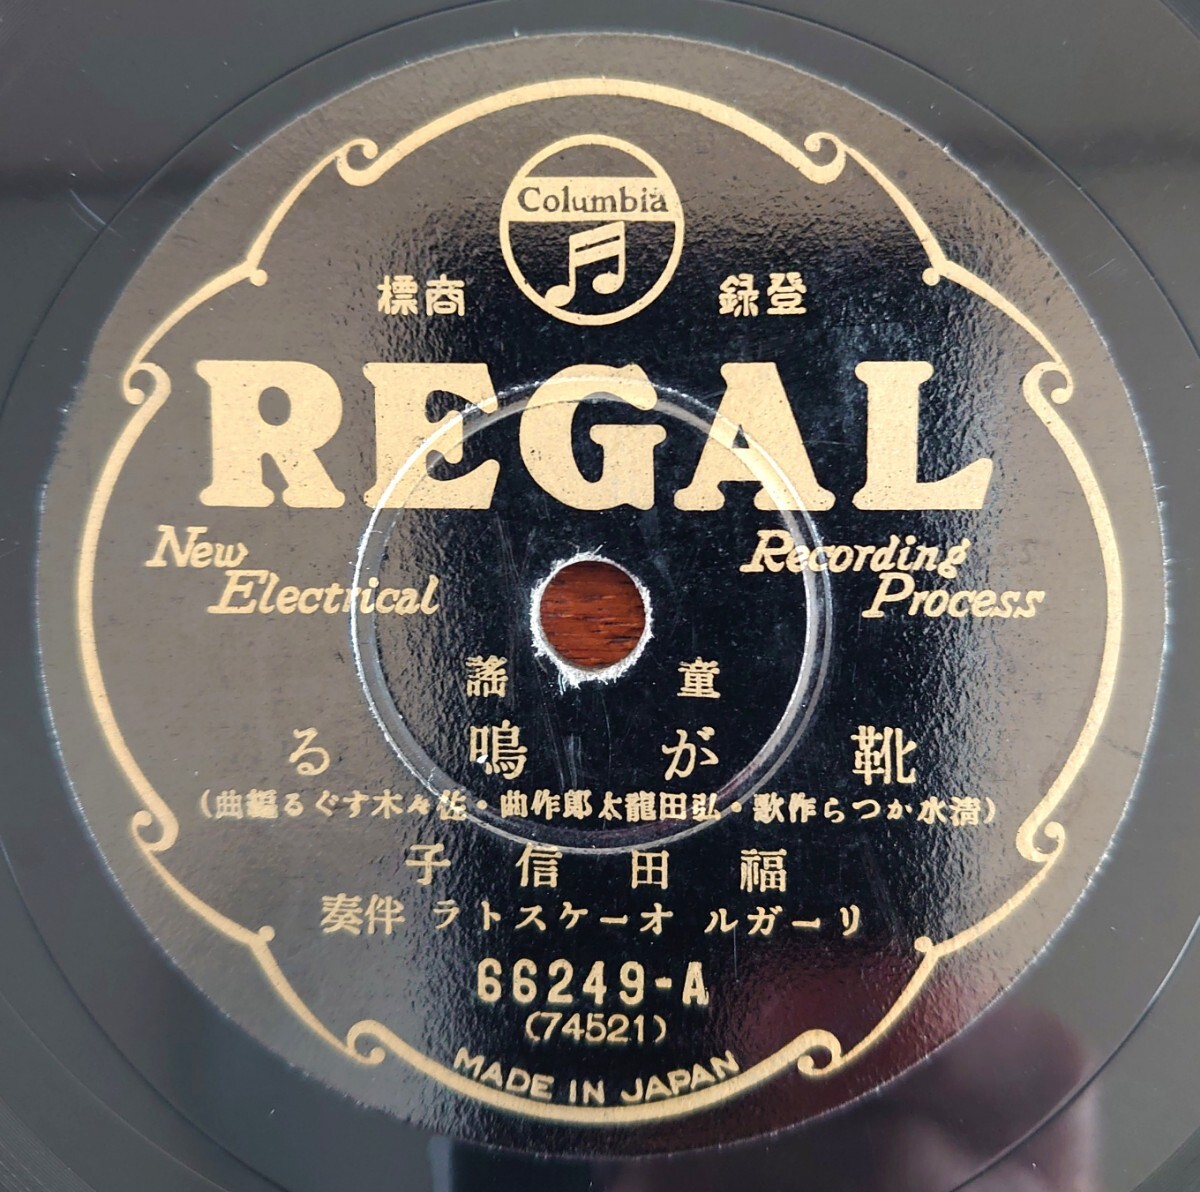 Columbia
登録 商標
REGAL
New Electrical Recording Process
童謠
靴が鳴る
(清水かつら作歌・弘田龍太郎作曲・佐々木すぐる編曲)
福田信子
リーガル オーケストラ 伴奏
66249-A
(74521)
MADE IN JAPAN